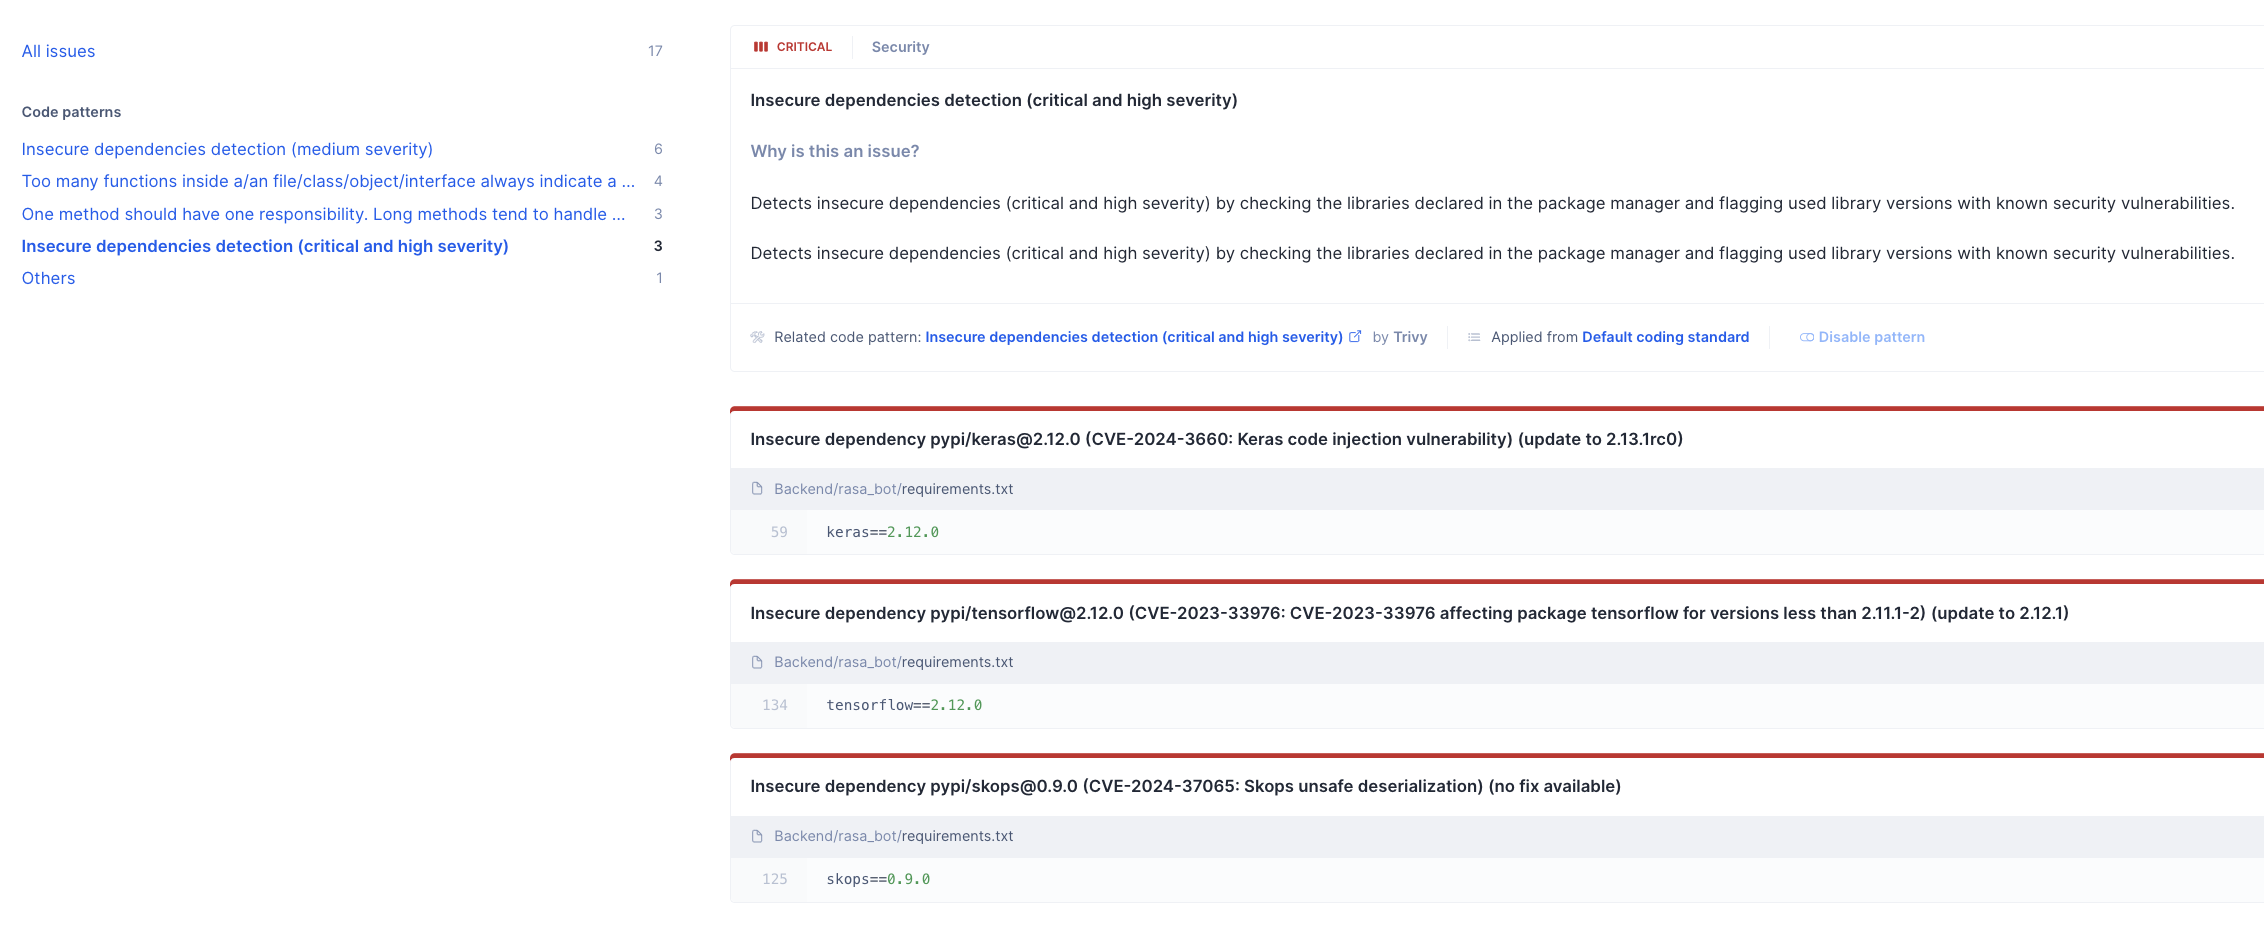 All issues 17
Code patterns
Insecure dependencies detection (medium severity) 6
Too many functions inside a/an file/class/object/interface always indicate a ... 4
One method should have one responsibility. Long methods tend to handle ... 3
Insecure dependencies detection (critical and high severity) 3
Others 1
CRITICAL Security
Insecure dependencies detection (critical and high severity)
Why is this an issue?
Detects insecure dependencies (critical and high severity) by checking the libraries declared in the package manager and flagging used library versions with known security vulnerabilities.
Detects insecure dependencies (critical and high severity) by checking the libraries declared in the package manager and flagging used library versions with known security vulnerabilities.
Related code pattern: Insecure dependencies detection (critical and high severity) by Trivy Applied from Default coding standard Disable pattern
Insecure dependency pypi/keras@2.12.0 (CVE-2024-3660: Keras code injection vulnerability) (update to 2.13.1rc0)
Backend/rasa_bot/requirements.txt
59 keras==2.12.0
Insecure dependency pypi/tensorflow@2.12.0 (CVE-2023-33976: CVE-2023-33976 affecting package tensorflow for versions less than 2.11.1-2) (update to 2.12.1)
Backend/rasa_bot/requirements.txt
134 tensorflow==2.12.0
Insecure dependency pypi/skops@0.9.0 (CVE-2024-37065: Skops unsafe deserialization) (no fix available)
Backend/rasa_bot/requirements.txt
125 skops==0.9.0